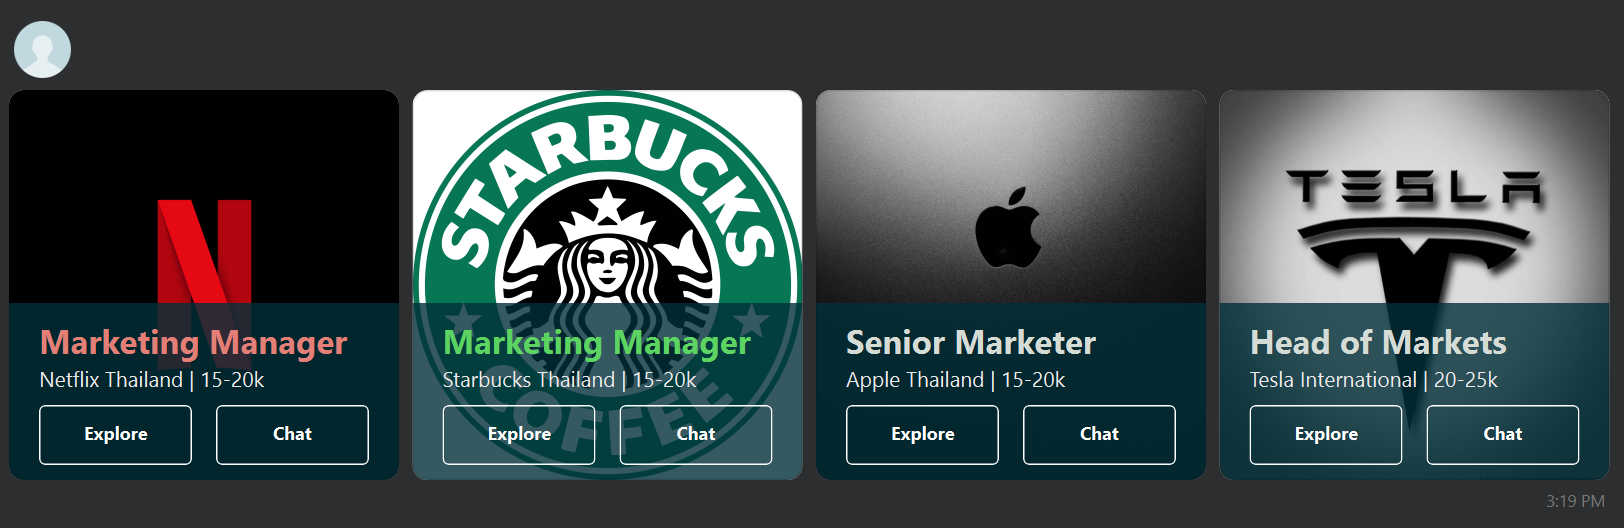 STARBUCKS
TESLA
Marketing Manager
Netflix Thailand | 15-20k
Explore
Chat
Marketing Manager
Starbucks Thailand | 15-20k
COFFEE
Explore
Chat
Senior Marketer
Apple Thailand | 15-20k
Explore
Chat
Head of Markets
Tesla International | 20-25k
Explore
Chat
3:19 PM